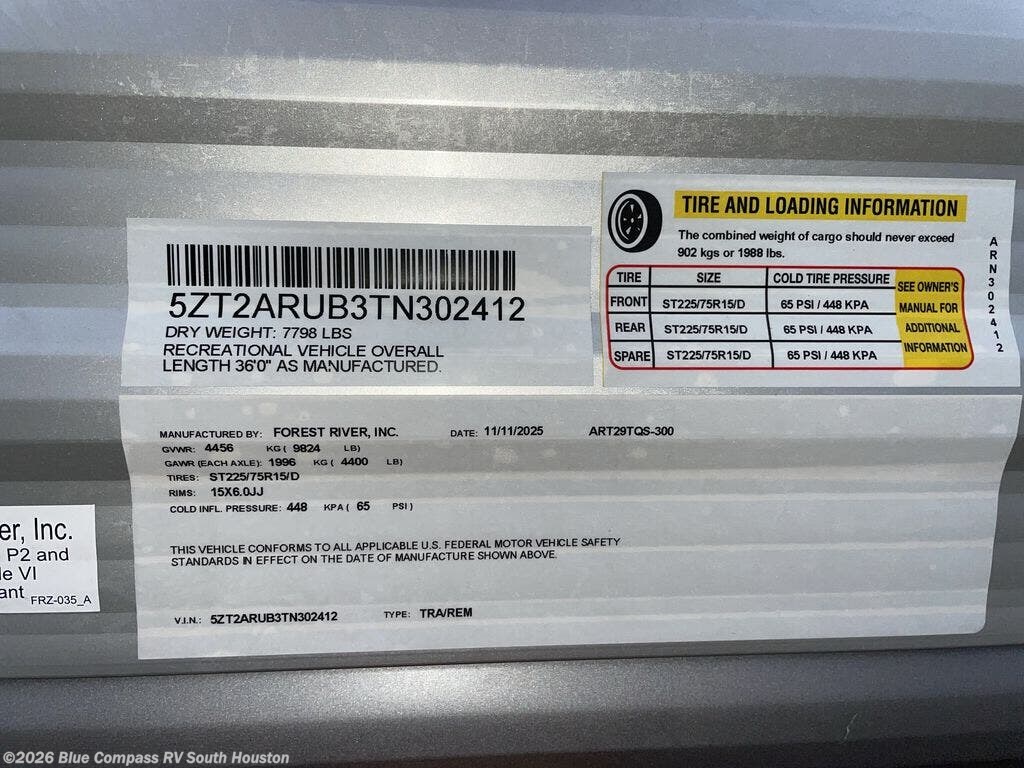 5ZT2ARUB3TN302412
DRY WEIGHT: 7798 LBS
RECREATIONAL VEHICLE OVERALL
LENGTH 36'0" AS MANUFACTURED.
TIRE AND LOADING INFORMATION
The combined weight of cargo should never exceed
902 kgs or 1988 lbs.
TIRE SIZE COLD TIRE PRESSURE
FRONT ST225/75R15/D 65 PSI / 448 KPA
REAR ST225/75R15/D 65 PSI / 448 KPA
SPARE ST225/75R15/D 65 PSI / 448 KPA
SEE OWNER'S
MANUAL FOR
ADDITIONAL
INFORMATION
ARN302412
MANUFACTURED BY: FOREST RIVER, INC. DATE: 11/11/2025 ART29TQS-300
GVWR: 4456 KG ( 9824 LB)
GAWR (EACH AXLE): 1996 KG ( 4400 LB)
TIRES: ST225/75R15/D
RIMS: 15X6.0JJ
COLD INFL. PRESSURE: 448 KPA ( 65 PSI )
THIS VEHICLE CONFORMS TO ALL APPLICABLE U.S. FEDERAL MOTOR VEHICLE SAFETY
STANDARDS IN EFFECT ON THE DATE OF MANUFACTURE SHOWN ABOVE.
V.I.N.: 5ZT2ARUB3TN302412 TYPE: TRA/REM
er, Inc.
P2 and
le VI
ant FRZ-035_A
©2026 Blue Compass RV South Houston